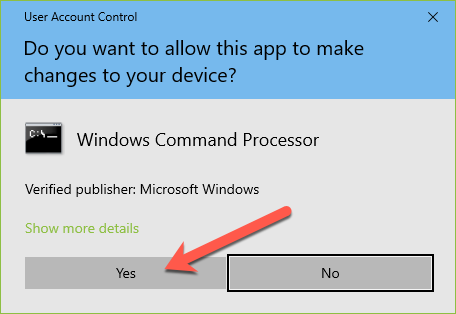 User Account Control
Do you want to allow this app to make
changes to your device?
C:\_
Windows Command Processor
Verified publisher: Microsoft Windows
Show more details
Yes No